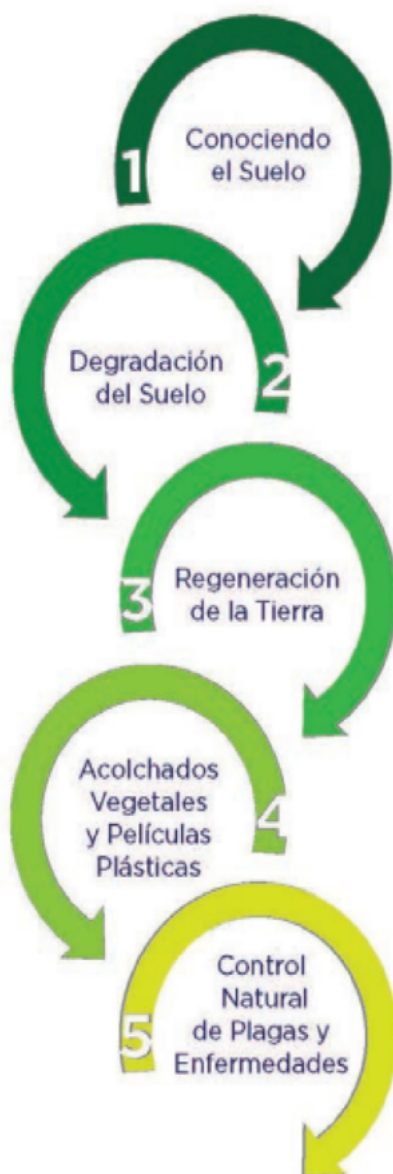 1
Conociendo
el Suelo
2
Degradación
del Suelo
3
Regeneración
de la Tierra
4
Acolchados
Vegetales
y Películas
Plásticas
5
Control
Natural
de Plagas y
Enfermedades